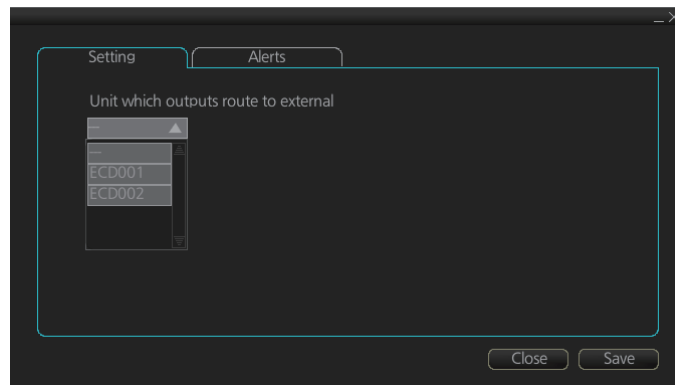 Setting
Alerts
Unit which outputs route to external
---
---
ECD001
ECD002
Close
Save